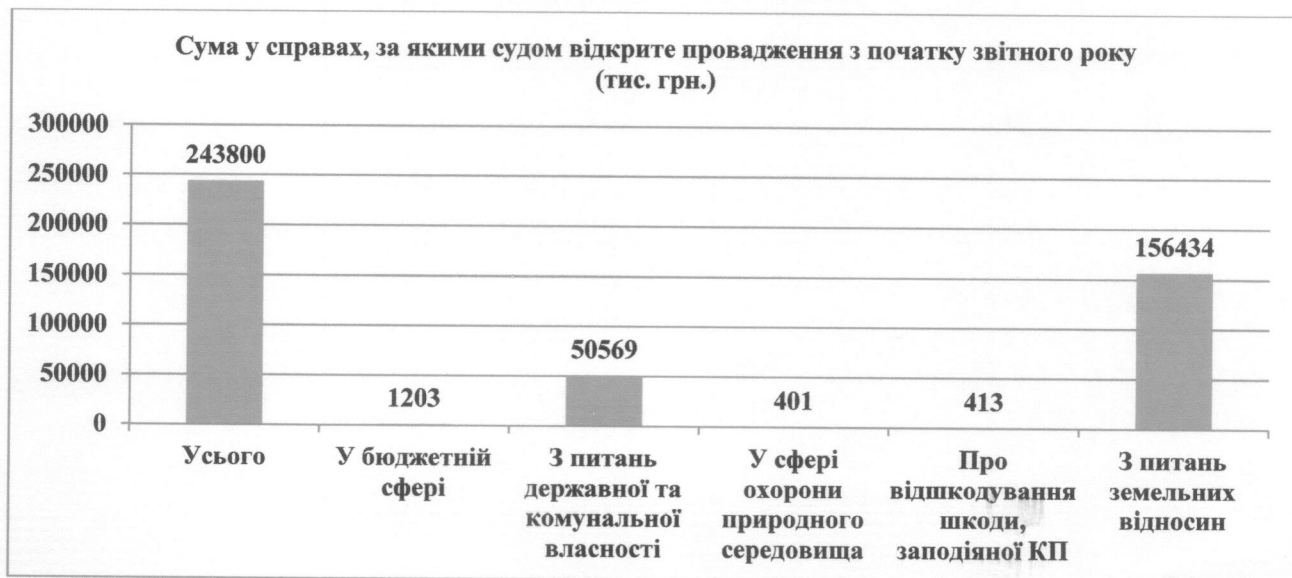 Сума у справах, за якими судом відкрите провадження з початку звітного року
(тис. грн.)
300000
250000
200000
150000
100000
50000
0
243800
1203
50569
401
413
156434
Усього
У бюджетній
сфері
З питань
державної та
комунальної
власності
У сфері
охорони
природного
середовища
Про
відшкодування
шкоди,
заподіяної КП
З питань
земельних
відносин